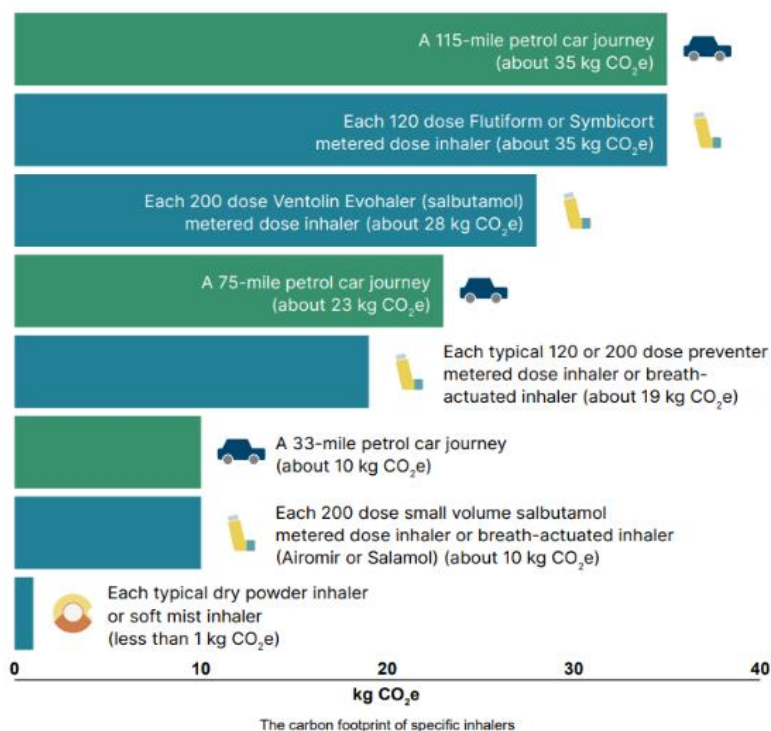 A 115-mile petrol car journey
(about 35 kg CO₂e)
Each 120 dose Flutiform or Symbicort
metered dose inhaler (about 35 kg CO₂e)
Each 200 dose Ventolin Evohaler (salbutamol)
metered dose inhaler (about 28 kg CO₂e)
A 75-mile petrol car journey
(about 23 kg CO₂e)
Each typical 120 or 200 dose preventer
metered dose inhaler or breath-
actuated inhaler (about 19 kg CO₂e)
A 33-mile petrol car journey
(about 10 kg CO₂e)
Each 200 dose small volume salbutamol
metered dose inhaler or breath-actuated inhaler
(Airomir or Salamol) (about 10 kg CO₂e)
Each typical dry powder inhaler
or soft mist inhaler
(less than 1 kg CO₂e)
0 10 20 30 40
kg CO₂e
The carbon footprint of specific inhalers